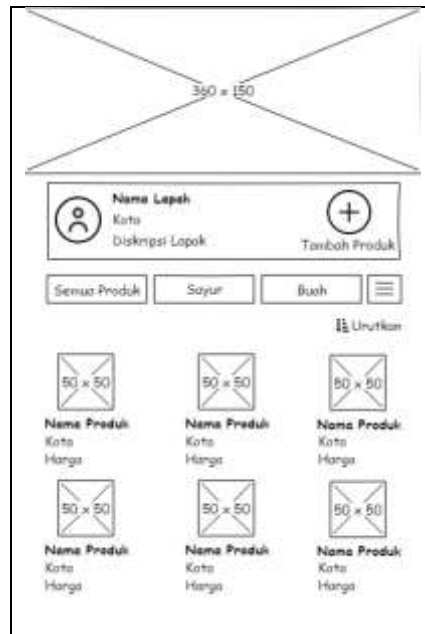 360 x 150
Nama Lapak
Kota
Diskripsi Lapak
Tambah Produk
Semua Produk
Sayur
Buah
Urutkan
50 x 50
50 x 50
50 x 50
Nama Produk
Nama Produk
Nama Produk
Kota
Kota
Kota
Harga
Harga
Harga
50 x 50
50 x 50
50 x 50
Nama Produk
Nama Produk
Nama Produk
Kota
Kota
Kota
Harga
Harga
Harga